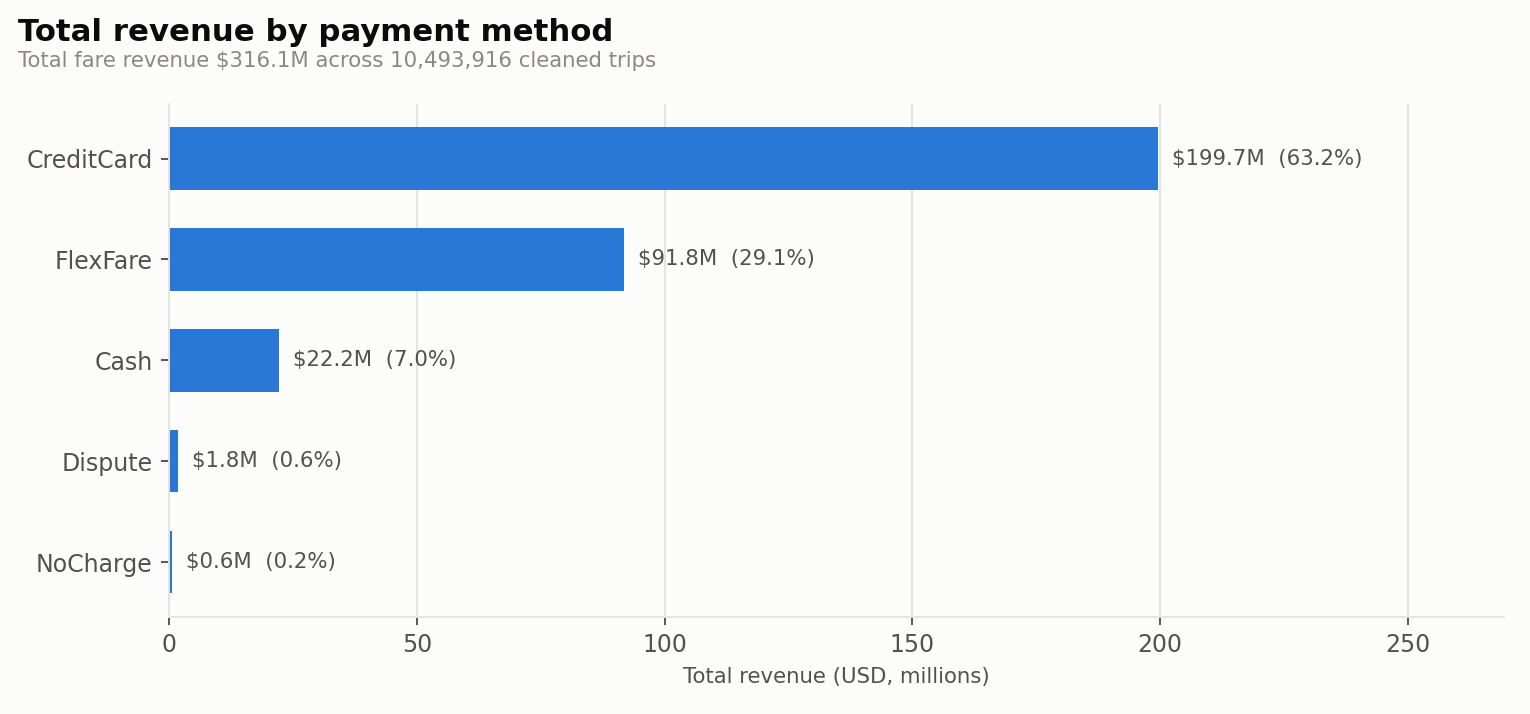 Total revenue by payment method
Total fare revenue $316.1M across 10,493,916 cleaned trips
CreditCard $199.7M (63.2%)
FlexFare $91.8M (29.1%)
Cash $22.2M (7.0%)
Dispute $1.8M (0.6%)
NoCharge $0.6M (0.2%)
0 50 100 150 200 250
Total revenue (USD, millions)